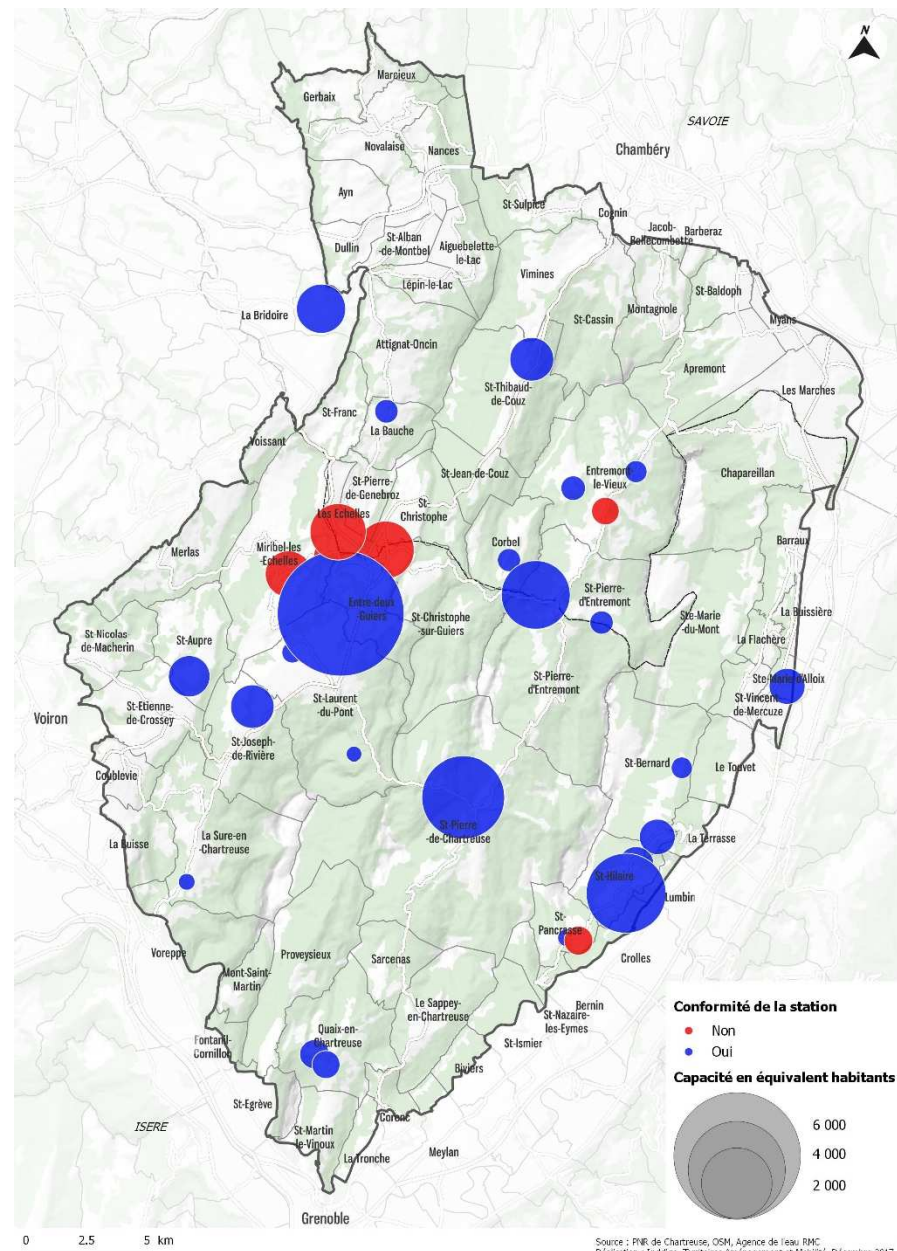 N
Marcieux
Gerbaix
SAVOIE
Novalaise
Nances
Chambéry
Ayn
St-Sulpice
Cognin
Jacob-
Bellecombette
Barberaz
Dullin
St-Alban
-de-Montbel
Aiguebelette
-le-Lac
Vimines
St-Baldoph
Lépin-le-Lac
St-Cassin
Montagnole
Myans
La Bridoire
Attignat-Oncin
Apremont
St-Thibaud-
de-Couz
Les Marches
St-Franc
La Bauche
Voissant
St-Jean-de-Couz
Entremont
-le-Vieux
Chapareillan
St-Pierre-
de-Genebroz
St-
Christophe
Les Echelles
Barraux
Merlas
Miribel-les
-Echelles
Corbel
St-Pierre-
d'Entremont
La Buissière
Entre-deux
-Guiers
St-Christophe
-sur-Guiers
Ste-Marie
-du-Mont
St-Nicolas
de-Macherin
St-Aupre
La Flachère
Ste-Marie-d'Alloix
St-Pierre-
d'Entremont
St-Vincent-
de-Mercuze
St-Laurent
-du-Pont
St-Etienne-
de-Crossey
Voiron
St-Joseph-
de-Rivière
St-Bernard
Le Touvet
Coublevie
St-Pierre
-de-Chartreuse
La Sure-en
-Chartreuse
La Terrasse
La Buisse
St-Hilaire
Lumbin
St-
Pancrasse
Voreppe
Proveysieux
Sarcenas
Crolles
Mont-Saint-
Martin
Le Sappey
-en-Chartreuse
Bernin
St-Nazaire-
les-Eymes
Quaix-en-
Chartreuse
St-Ismier
Fontanil-
Cornillon
Biviers
St-Egrève
Corenc
ISERE
St-Martin
-le-Vinoux
La Tronche
Meylan
Grenoble
Conformité de la station
Non
Oui
Capacité en équivalent habitants
6 000
4 000
2 000
0 2.5 5 km
Source : PNR de Chartreuse, OSM, Agence de l'eau RMC